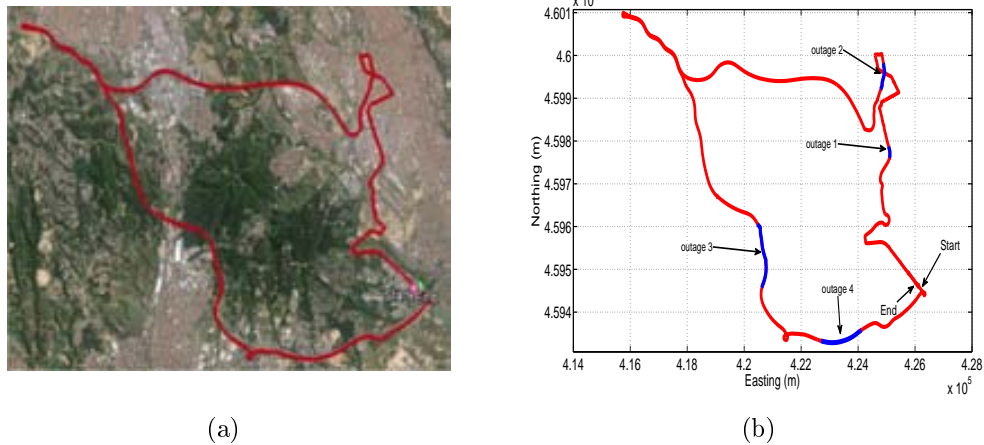 x 10
4.601
4.6
4.599
4.598
4.597
4.596
4.595
4.594
Northing (m)
outage 2
outage 1
outage 3
outage 4
Start
End
4.14 4.16 4.18 4.2 4.22 4.24 4.26 4.28
Easting (m)
x 10⁵
(a) (b)